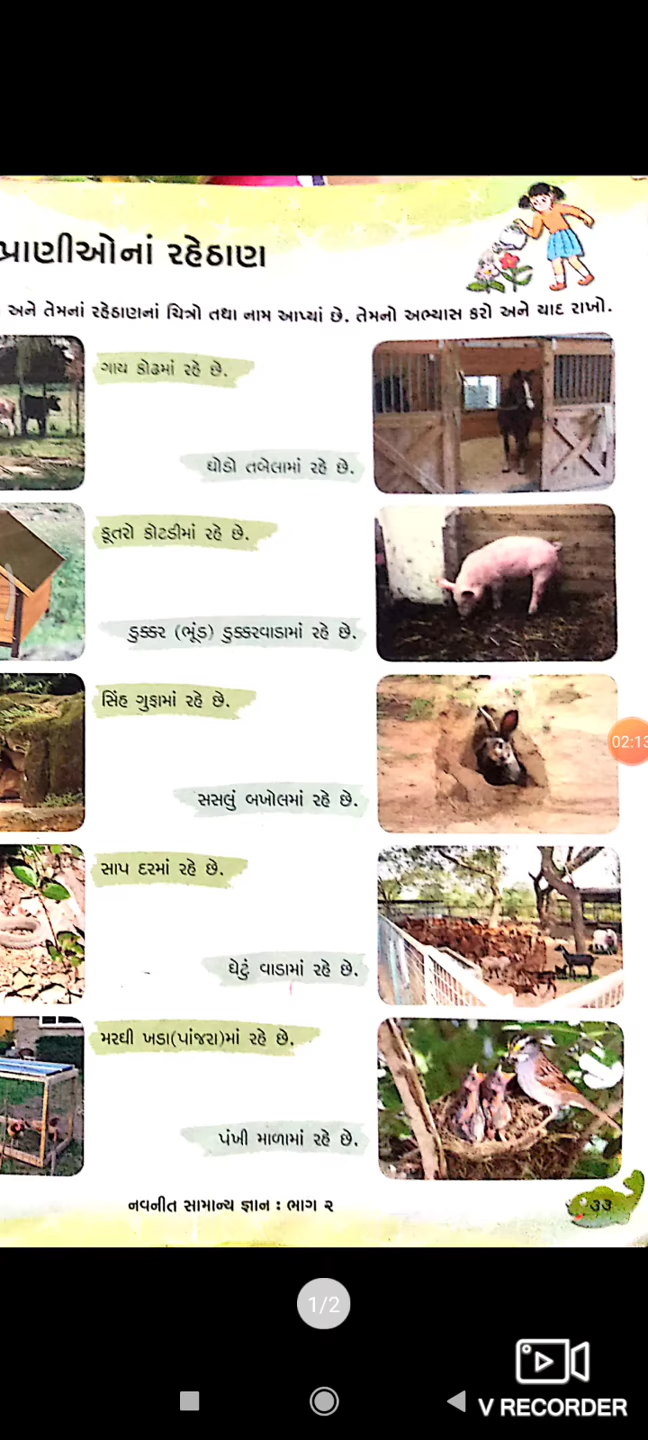 પ્રાણીઓનાં રહેઠાણ
અને તેમનાં રહેઠાણનાં ચિત્રો તથા નામ આપ્યાં છે. તેમનો અભ્યાસ કરો અને યાદ રાખો.
ગાય કોઢમાં રહે છે.
ઘોડો તબેલામાં રહે છે.
કૂતરો કોટડીમાં રહે છે.
ડુક્કર (ભૂંડ) ડુક્કરવાડામાં રહે છે.
સિંહ ગુફામાં રહે છે.
02:13
સસલું બખોલમાં રહે છે.
સાપ દરમાં રહે છે.
ઘેટું વાડામાં રહે છે.
મરઘી ખડા(પાંજરા)માં રહે છે.
પંખી માળામાં રહે છે.
નવનીત સામાન્ય જ્ઞાન : ભાગ ૨
૩૩
1/2
V RECORDER